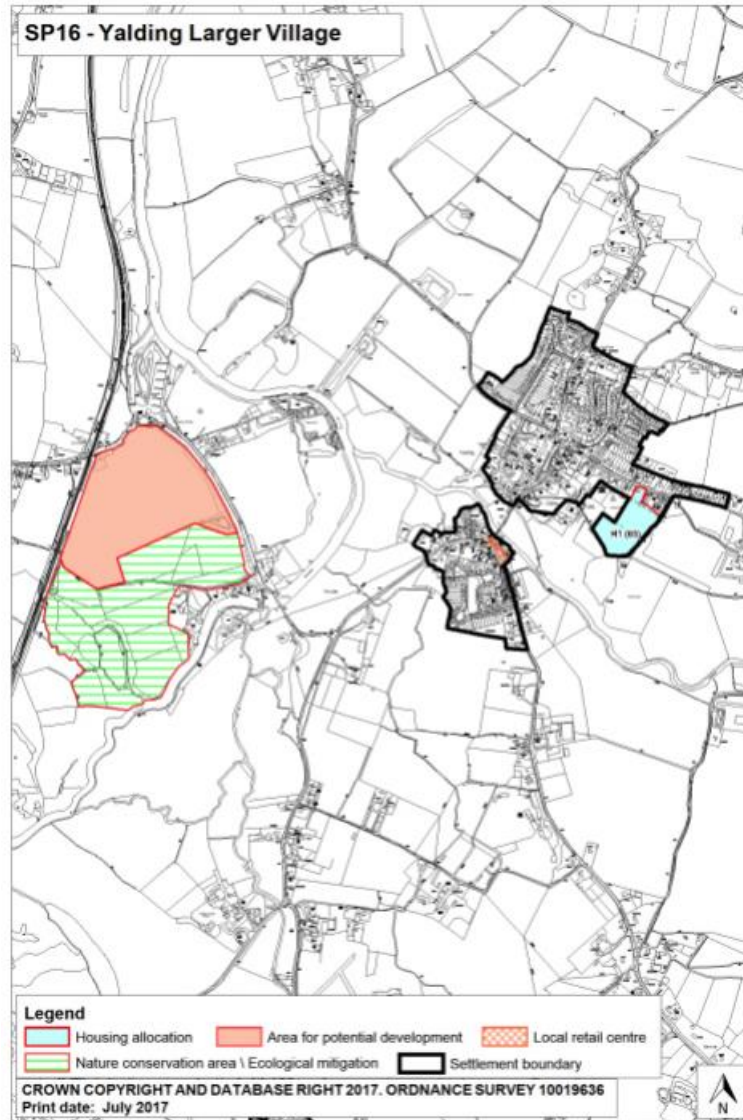 SP16 - Yalding Larger Village
H1 (65)
Legend
Housing allocation Area for potential development Local retail centre
Nature conservation area \ Ecological mitigation Settlement boundary
CROWN COPYRIGHT AND DATABASE RIGHT 2017. ORDNANCE SURVEY 10019636
Print date: July 2017
N